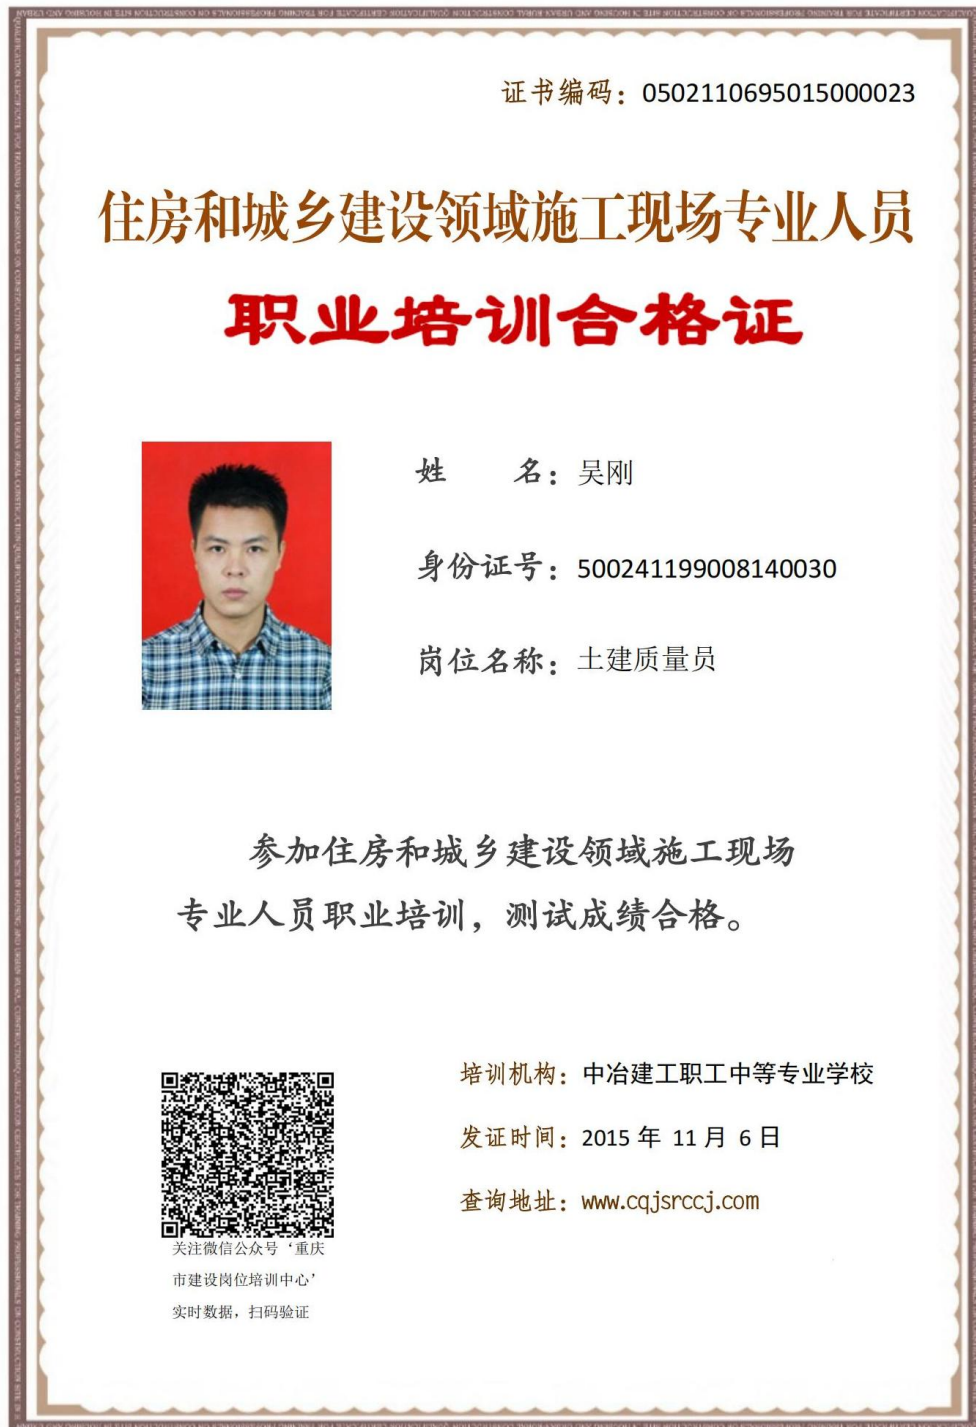 证书编码：0502110695015000023
住房和城乡建设领域施工现场专业人员
职业培训合格证
姓 名：吴刚
身份证号：500241199008140030
岗位名称：土建质量员
参加住房和城乡建设领域施工现场
专业人员职业培训，测试成绩合格。
培训机构：中冶建工职工中等专业学校
发证时间：2015 年 11 月 6 日
查询地址：www.cqjsrccj.com
关注微信公众号‘重庆
市建设岗位培训中心’
实时数据，扫码验证